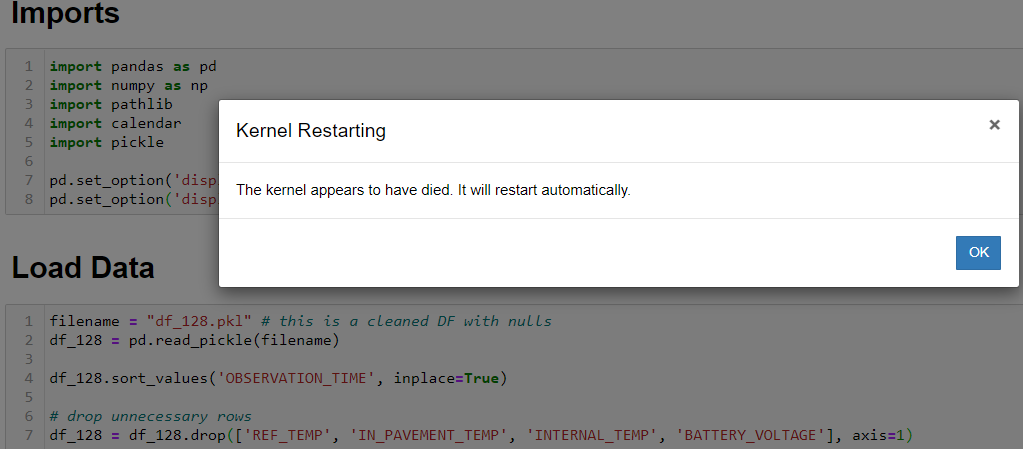 Imports
1 import pandas as pd
2 import numpy as np
3 import pathlib
4 import calendar
5 import pickle
6
7 pd.set_option('disp
8 pd.set_option('disp
Kernel Restarting ×
The kernel appears to have died. It will restart automatically.
OK
Load Data
1 filename = "df_128.pkl" # this is a cleaned DF with nulls
2 df_128 = pd.read_pickle(filename)
3
4 df_128.sort_values('OBSERVATION_TIME', inplace=True)
5
6 # drop unnecessary rows
7 df_128 = df_128.drop(['REF_TEMP', 'IN_PAVEMENT_TEMP', 'INTERNAL_TEMP', 'BATTERY_VOLTAGE'], axis=1)